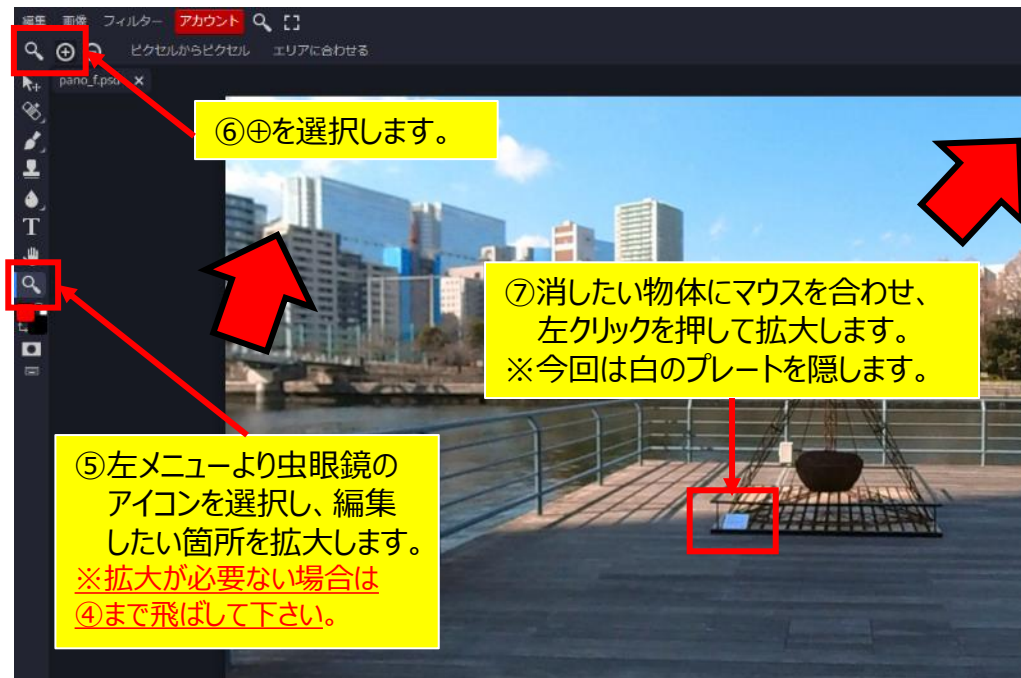 編集 画像 フィルター アカウント
ピクセルからピクセル エリアに合わせる
pano_f.psd ×
⑥⊕を選択します。
T
⑦消したい物体にマウスを合わせ、
左クリックを押して拡大します。
※今回は白のプレートを隠します。
⑤左メニューより虫眼鏡の
アイコンを選択し、編集
したい箇所を拡大します。
※拡大が必要ない場合は
④まで飛ばして下さい。